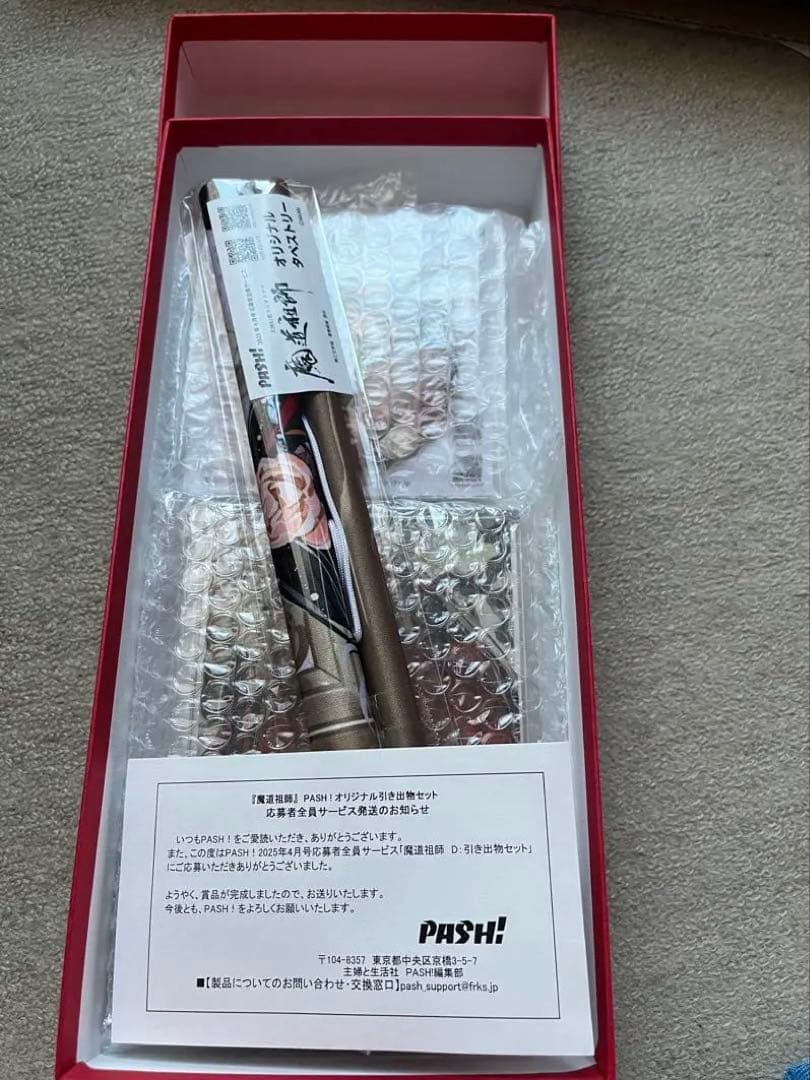 PASH!
魔道祖師
オリジナル
タペストリー
『魔道祖師』 PASH！オリジナル引き出物セット
応募者全員サービス発送のお知らせ
いつもPASH！をご愛読いただき、ありがとうございます。
また、この度はPASH！2025年4月号応募者全員サービス「魔道祖師　D：引き出物セット」
にご応募いただきありがとうございました。
ようやく、賞品が完成しましたので、お送りいたします。
今後とも、PASH！をよろしくお願いいたします。
PASH!
〒104-8357　東京都中央区京橋3-5-7
主婦と生活社　PASH!編集部
■【製品についてのお問い合わせ・交換窓口】pash_support@frks.jp